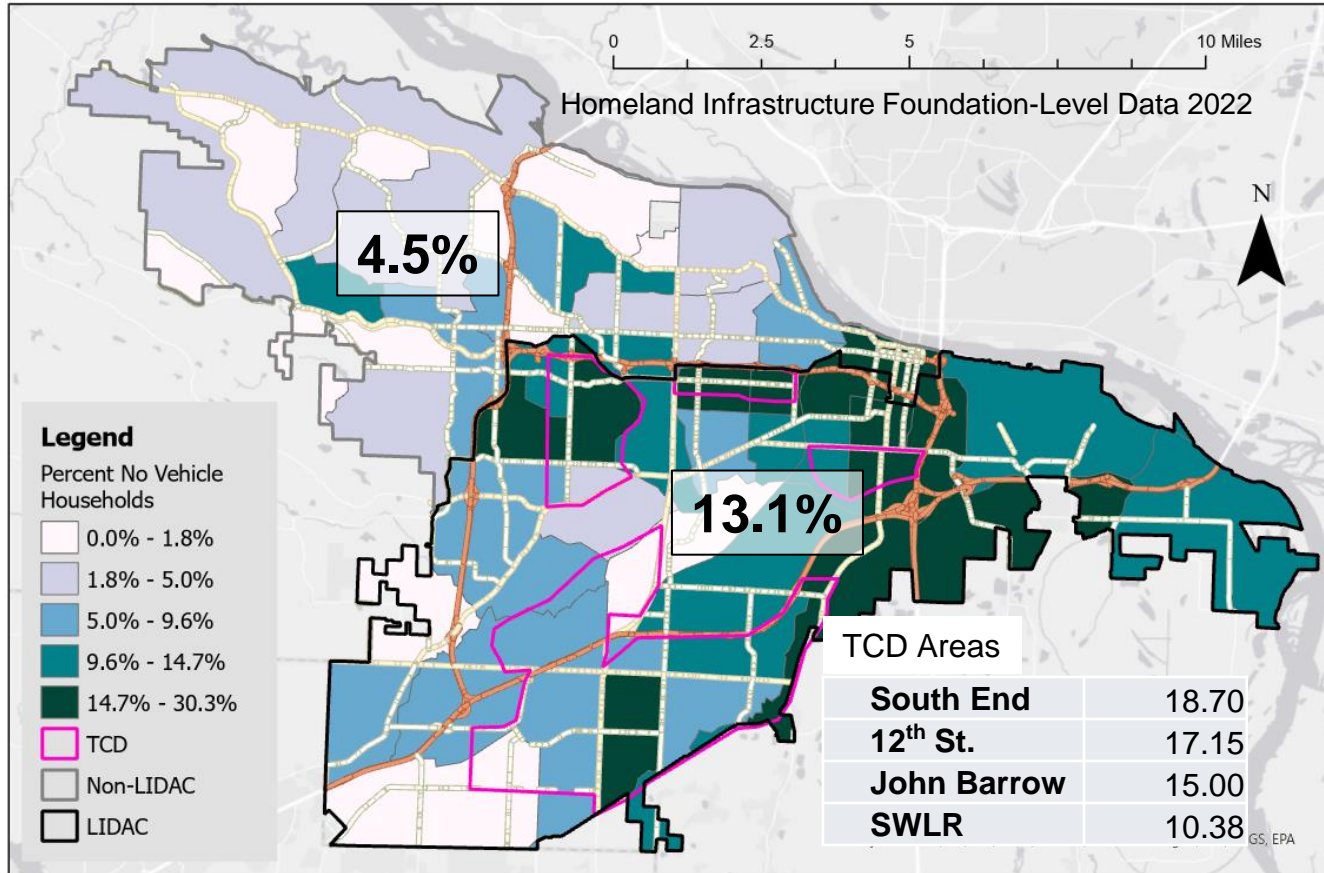 0 2.5 5 10 Miles
Homeland Infrastructure Foundation-Level Data 2022
N
4.5%
13.1%
Legend
Percent No Vehicle
Households
0.0% - 1.8%
1.8% - 5.0%
5.0% - 9.6%
9.6% - 14.7%
14.7% - 30.3%
TCD
Non-LIDAC
LIDAC
TCD Areas
South End 18.70
12th St. 17.15
John Barrow 15.00
SWLR 10.38
GS, EPA